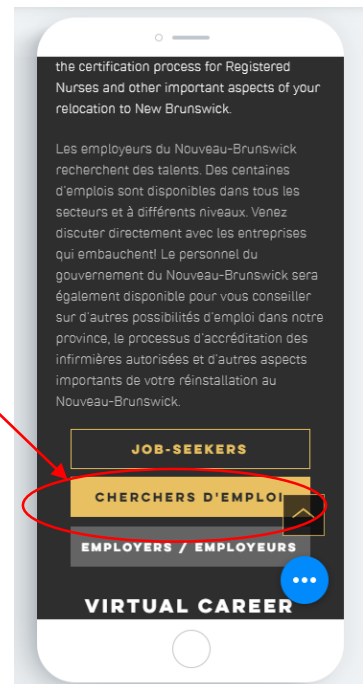 the certification process for Registered
Nurses and other important aspects of your
relocation to New Brunswick.
Les employeurs du Nouveau-Brunswick
recherchent des talents. Des centaines
d'emplois sont disponibles dans tous les
secteurs et à différents niveaux. Venez
discuter directement avec les entreprises
qui embauchent! Le personnel du
gouvernement du Nouveau-Brunswick sera
également disponible pour vous conseiller
sur d'autres possibilités d'emploi dans notre
province, le processus d'accréditation des
infirmières autorisées et d'autres aspects
importants de votre réinstallation au
Nouveau-Brunswick.
JOB-SEEKERS
CHERCHERS D'EMPLOI
EMPLOYERS / EMPLOYEURS
VIRTUAL CAREER